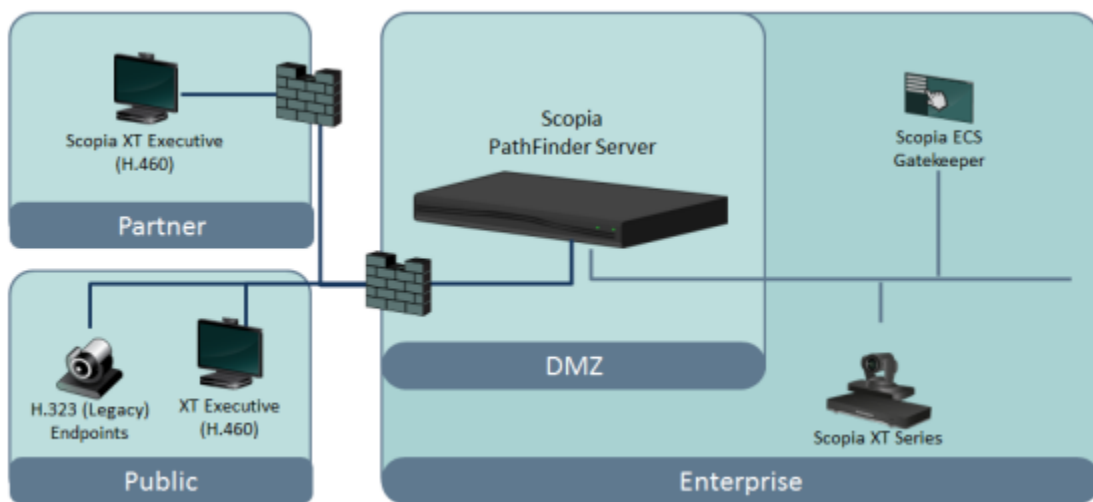 Scopia XT Executive
(H.460)
Partner
H.323 (Legacy)
Endpoints
XT Executive
(H.460)
Public
Scopia
PathFinder Server
DMZ
Scopia ECS
Gatekeeper
Scopia XT Series
Enterprise